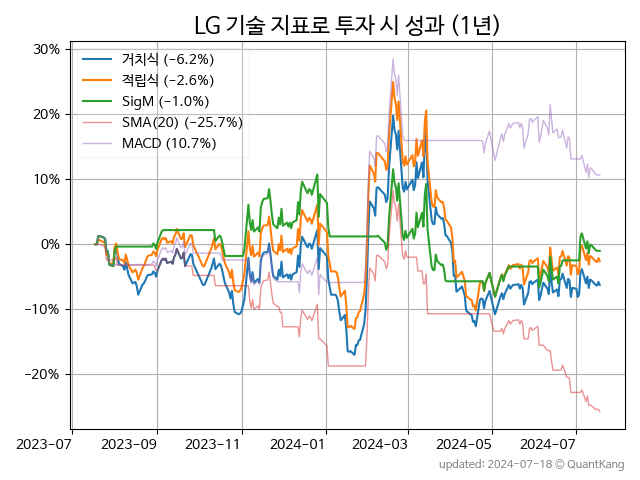 LG 기술 지표로 투자 시 성과 (1년)
거치식 (−6.2%)
적립식 (−2.6%)
SigM (−1.0%)
SMA(20) (−25.7%)
MACD (10.7%)
30%
20%
10%
0%
−10%
−20%
2023-07 2023-09 2023-11 2024-01 2024-03 2024-05 2024-07
updated: 2024-07-18 © QuantKang